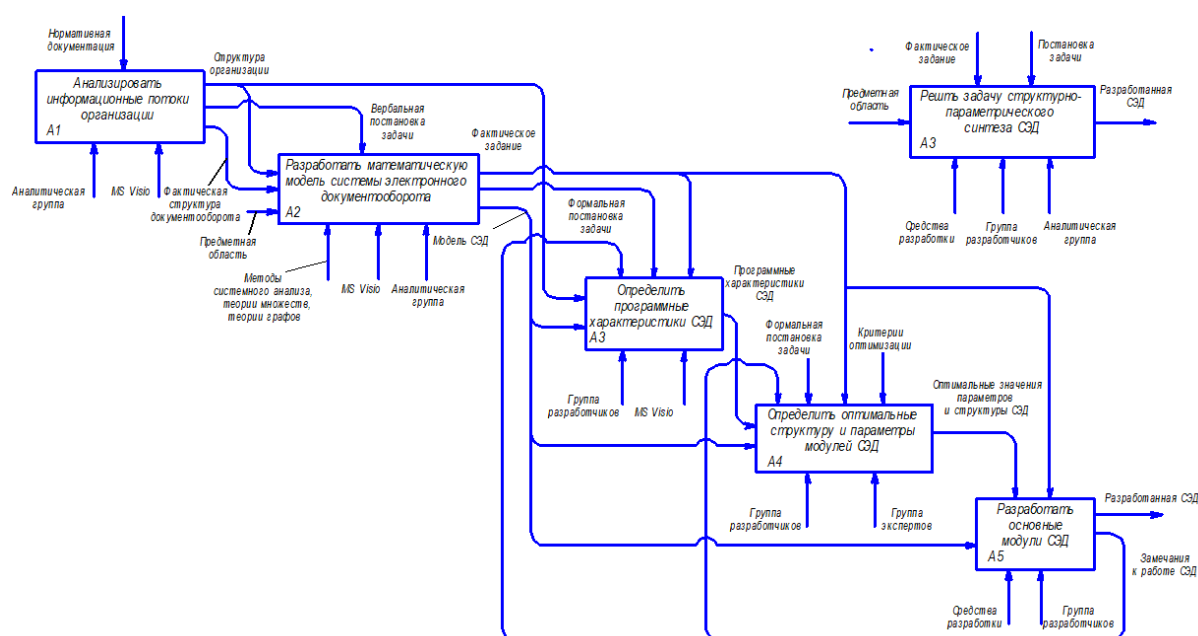 Нормативная
документация
Структура
организации
Анализировать
информационные потоки
организации
А1
Аналитическая
группа
MS Visio
Фактическая
структура
документооборота
Вербальная
постановка
задачи
Фактическое
задание
Разработать математическую
модель системы электронного
документооборота
А2
Предметная
область
Методы
системного анализа,
теории множеств,
теории графов
MS Visio
Аналитическая
группа
Модель СЭД
Формальная
постановка
задачи
Определить
программные
характеристики СЭД
А3
Программные
характеристики
СЭД
Группа
разработчиков
MS Visio
Формальная
постановка
задачи
Критерии
оптимизации
Определить оптимальные
структуру и параметры
модулей СЭД
А4
Оптимальные значения
параметров
и структуры СЭД
Группа
разработчиков
Группа
экспертов
Разработать
основные
модули СЭД
А5
Разработанная СЭД
Замечания
к работе СЭД
Средства
разработки
Группа
разработчиков
Фактическое
задание
Постановка
задачи
Предметная
область
Решть задачу структурно-
параметрического
синтеза СЭД
А3
Разработанная
СЭД
Средства
разработки
Группа
разработчиков
Аналитическая
группа